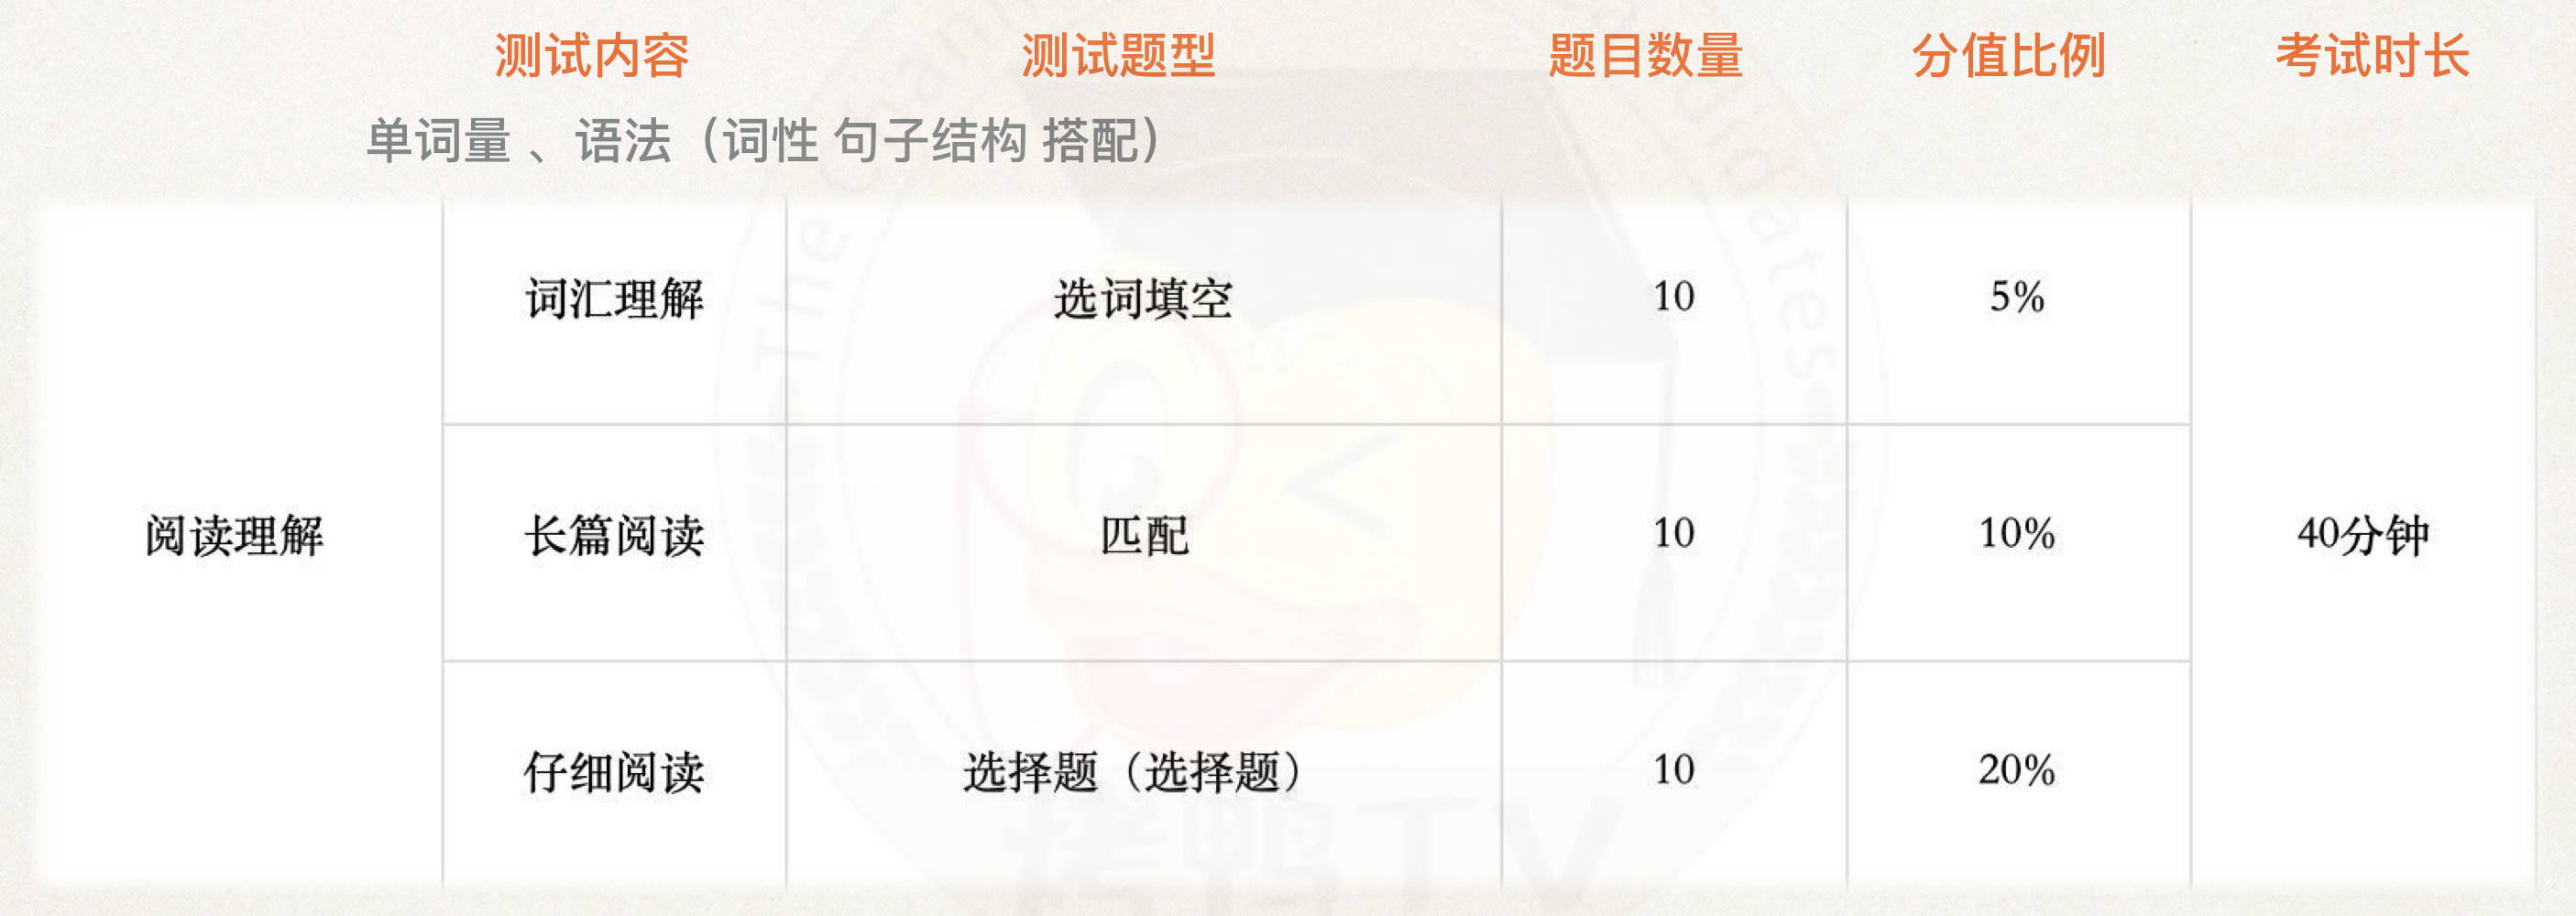 测试内容 测试题型 题目数量 分值比例 考试时长
单词量 、语法（词性 句子结构 搭配）
词汇理解 选词填空 10 5%
阅读理解 长篇阅读 匹配 10 10% 40分钟
仔细阅读 选择题（选择题） 10 20%
烤鸭TV